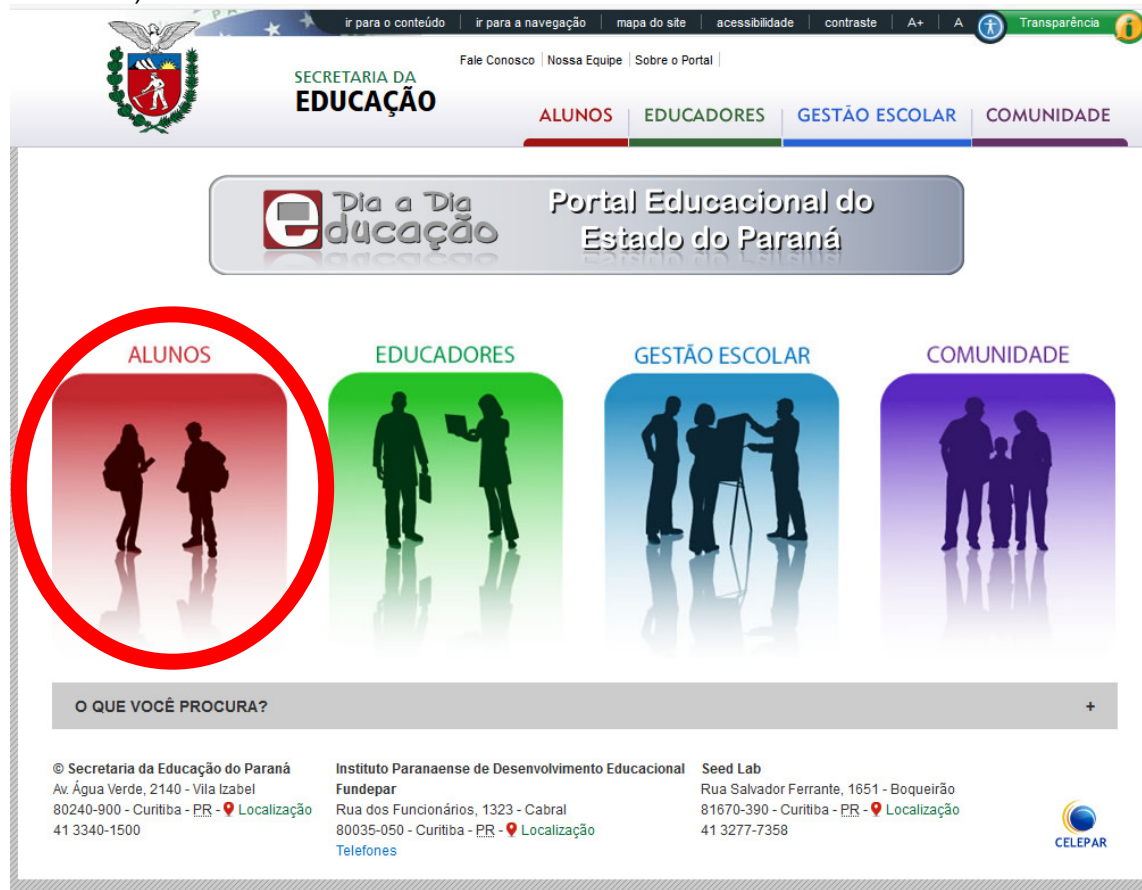 ir para o conteúdo | ir para a navegação | mapa do site | acessibilidade | contraste | A+ | A
Transparência
Fale Conosco | Nossa Equipe | Sobre o Portal |
SECRETARIA DA
EDUCAÇÃO
ALUNOS | EDUCADORES | GESTÃO ESCOLAR | COMUNIDADE
Dia a Dia
educação
Portal Educacional do
Estado do Paraná
ALUNOS
EDUCADORES
GESTÃO ESCOLAR
COMUNIDADE
O QUE VOCÊ PROCURA? +
© Secretaria da Educação do Paraná
Av. Água Verde, 2140 - Vila Izabel
80240-900 - Curitiba - PR - Localização
41 3340-1500
Instituto Paranaense de Desenvolvimento Educacional
Fundepar
Rua dos Funcionários, 1323 - Cabral
80035-050 - Curitiba - PR - Localização
Telefones
Seed Lab
Rua Salvador Ferrante, 1651 - Boqueirão
81670-390 - Curitiba - PR - Localização
41 3277-7358
CELEPAR